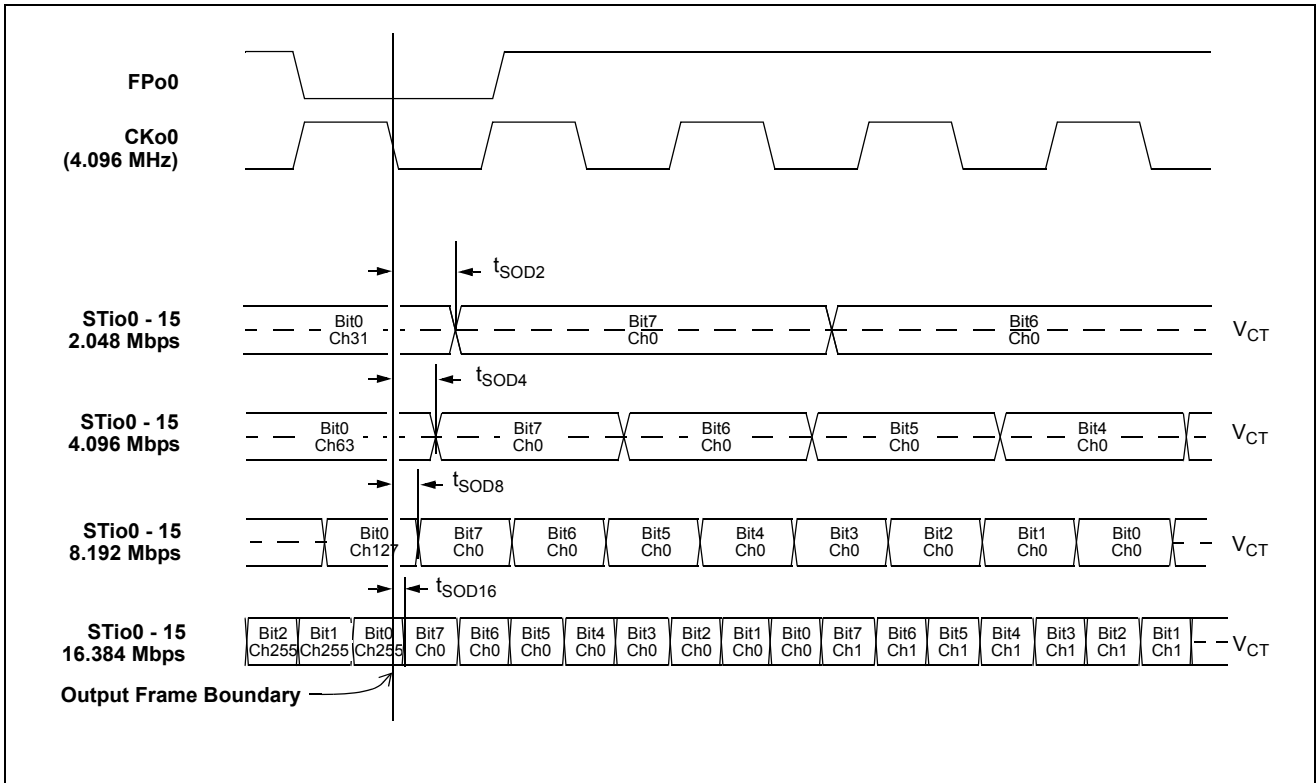 FPo0
CKo0
(4.096 MHz)
tSOD2
STio0 - 15
2.048 Mbps
Bit0
Ch31
Bit7
Ch0
Bit6
Ch0
VCT
tSOD4
STio0 - 15
4.096 Mbps
Bit0
Ch63
Bit7
Ch0
Bit6
Ch0
Bit5
Ch0
Bit4
Ch0
VCT
tSOD8
STio0 - 15
8.192 Mbps
Bit0
Ch127
Bit7
Ch0
Bit6
Ch0
Bit5
Ch0
Bit4
Ch0
Bit3
Ch0
Bit2
Ch0
Bit1
Ch0
Bit0
Ch0
VCT
tSOD16
STio0 - 15
16.384 Mbps
Bit2
Ch255
Bit1
Ch255
Bit0
Ch255
Bit7
Ch0
Bit6
Ch0
Bit5
Ch0
Bit4
Ch0
Bit3
Ch0
Bit2
Ch0
Bit1
Ch0
Bit0
Ch0
Bit7
Ch1
Bit6
Ch1
Bit5
Ch1
Bit4
Ch1
Bit3
Ch1
Bit2
Ch1
Bit1
Ch1
VCT
Output Frame Boundary